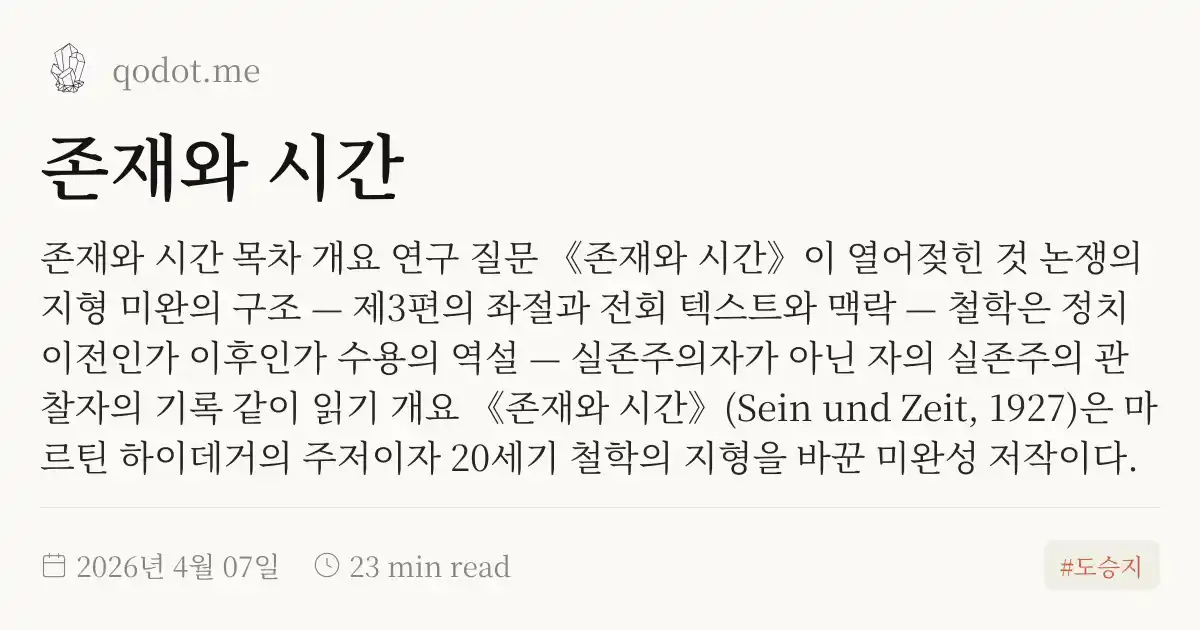 qodot.me
존재와 시간
존재와 시간 목차 개요 연구 질문 《존재와 시간》이 열어젖힌 것 논쟁의
지형 미완의 구조 — 제3편의 좌절과 전회 텍스트와 맥락 — 철학은 정치
이전인가 이후인가 수용의 역설 — 실존주의자가 아닌 자의 실존주의 관
찰자의 기록 같이 읽기 개요 《존재와 시간》(Sein und Zeit, 1927)은 마
르틴 하이데거의 주저이자 20세기 철학의 지형을 바꾼 미완성 저작이다.
2026년 4월 07일 23 min read
#도승지